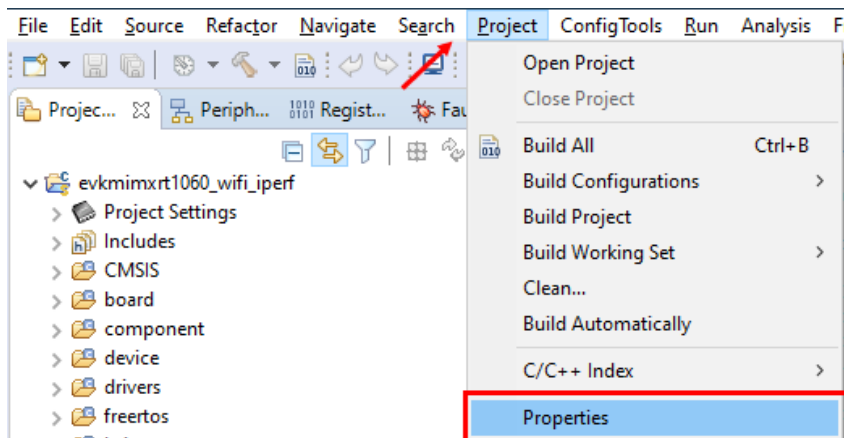 File Edit Source Refactor Navigate Search Project ConfigTools Run Analysis F
Projec... Periph... Regist... Fau
evkmimxrt1060_wifi_iperf
Project Settings
Includes
CMSIS
board
component
device
drivers
freertos
Open Project
Close Project
Build All Ctrl+B
Build Configurations
Build Project
Build Working Set
Clean...
Build Automatically
C/C++ Index
Properties